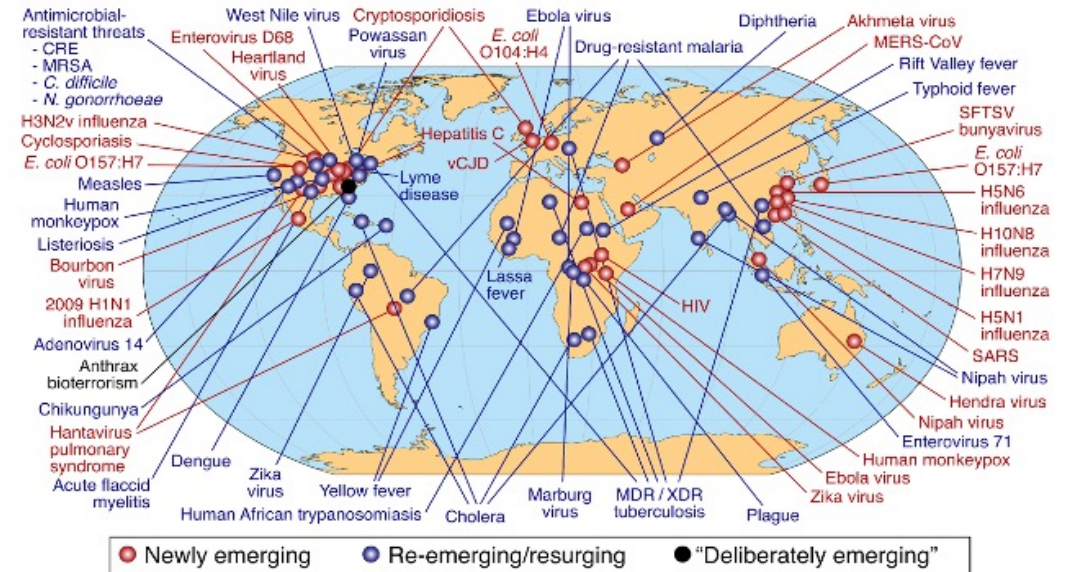 Antimicrobial-
resistant threats
- CRE
- MRSA
- C. difficile
- N. gonorrhoeae
West Nile virus
Enterovirus D68
Heartland
virus
Cryptosporidiosis
Powassan
virus
E. coli
O104:H4
Ebola virus
Drug-resistant malaria
Diphtheria
Akhmeta virus
MERS-CoV
Rift Valley fever
Typhoid fever
SFTSV
bunyavirus
E. coli
O157:H7
H5N6
influenza
H10N8
influenza
H7N9
influenza
H5N1
influenza
SARS
Nipah virus
Hendra virus
Nipah virus
Enterovirus 71
Human monkeypox
Ebola virus
Zika virus
Plague
MDR / XDR
tuberculosis
Marburg
virus
Cholera
Human African trypanosomiasis
Yellow fever
Zika
virus
Dengue
Acute flaccid
myelitis
Hantavirus
pulmonary
syndrome
Chikungunya
Anthrax
bioterrorism
Adenovirus 14
2009 H1N1
influenza
Bourbon
virus
Listeriosis
Human
monkeypox
Measles
E. coli O157:H7
Cyclosporiasis
H3N2v influenza
Hepatitis C
vCJD
Lyme
disease
Lassa
fever
HIV
Newly emerging
Re-emerging/resurging
“Deliberately emerging”